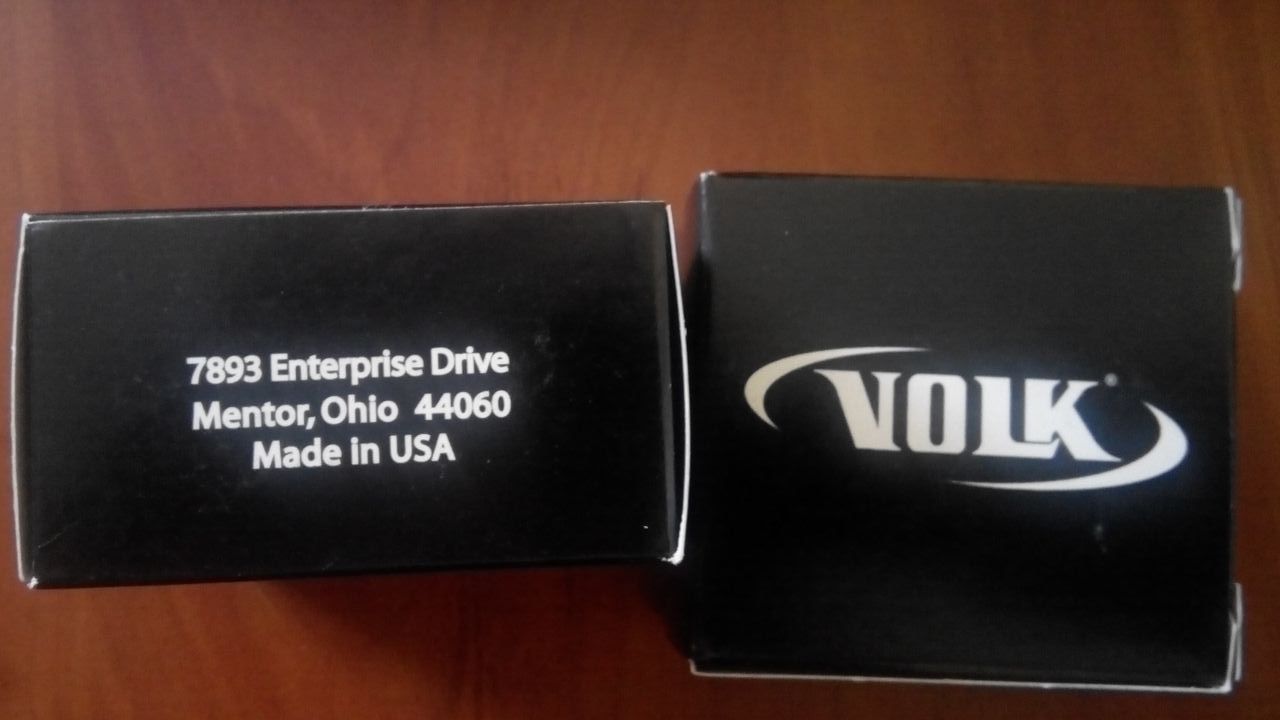 7893 Enterprise Drive
Mentor, Ohio 44060
Made in USA
VOLK®